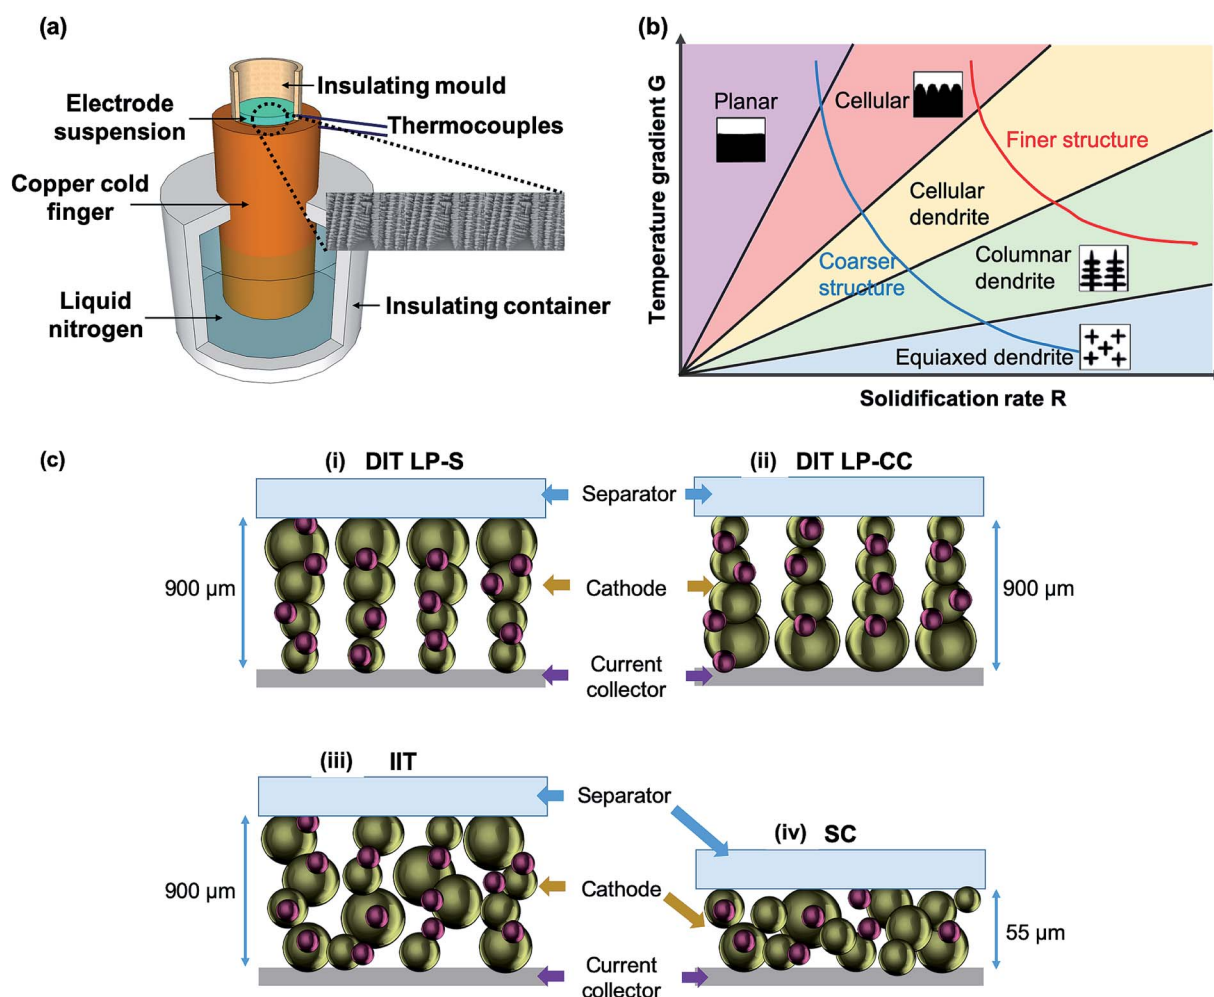 (a)
Insulating mould
Electrode
suspension
Thermocouples
Copper cold
finger
Liquid
nitrogen
Insulating container
(b)
Temperature gradient G
Planar
Cellular
Finer structure
Cellular
dendrite
Coarser
structure
Columnar
dendrite
Equiaxed dendrite
Solidification rate R
(c)
(i) DIT LP-S
(ii) DIT LP-CC
Separator
900 µm
Cathode
900 µm
Current
collector
(iii) IIT
Separator
(iv) SC
900 µm
Cathode
55 µm
Current
collector